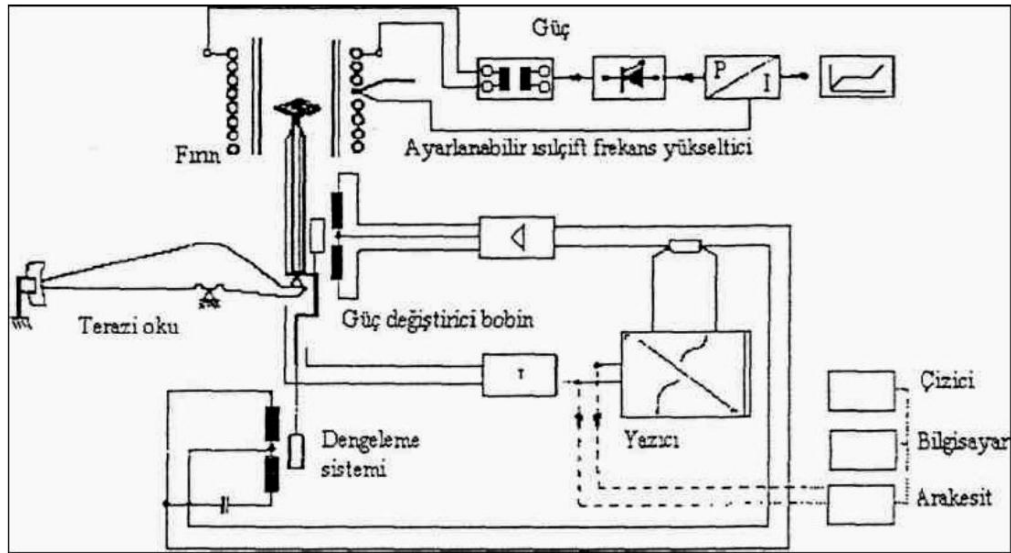 Güç
P
I
Fırın
Ayarlanabilir ısılçift frekans yükseltici
Terazi oku
Güç değiştirici bobin
T
Çizici
Dengeleme
sistemi
Yazıcı
Bilgisayar
Arakesit